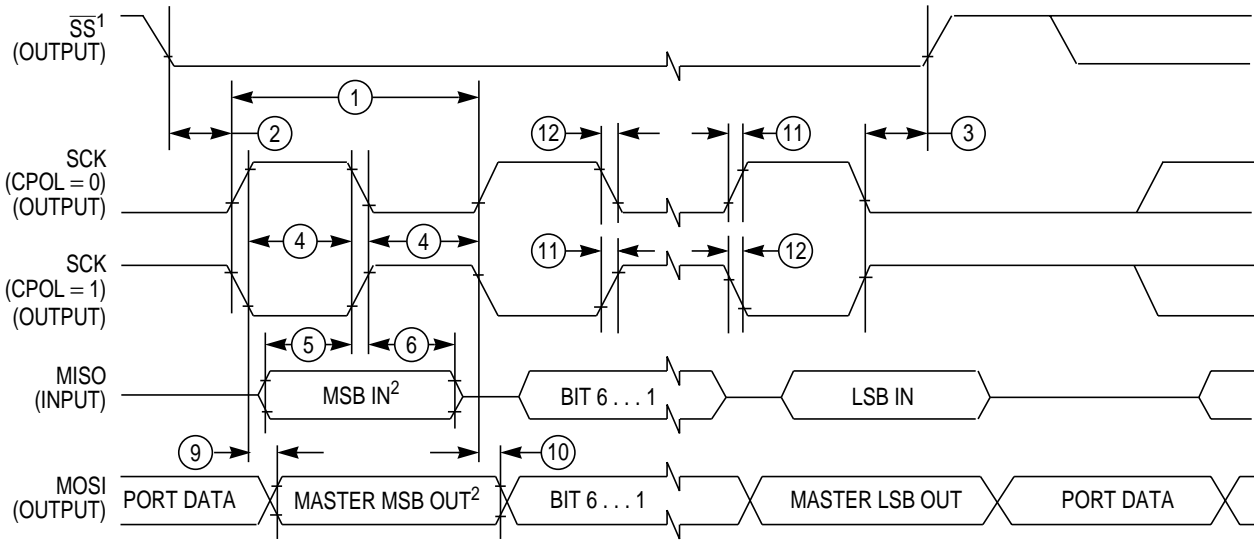 SS¹
(OUTPUT)
1
2
12
11
3
SCK
(CPOL = 0)
(OUTPUT)
4
4
11
12
SCK
(CPOL = 1)
(OUTPUT)
5
6
MISO
(INPUT)
MSB IN²
BIT 6 . . . 1
LSB IN
9
10
MOSI
(OUTPUT)
PORT DATA
MASTER MSB OUT²
BIT 6 . . . 1
MASTER LSB OUT
PORT DATA